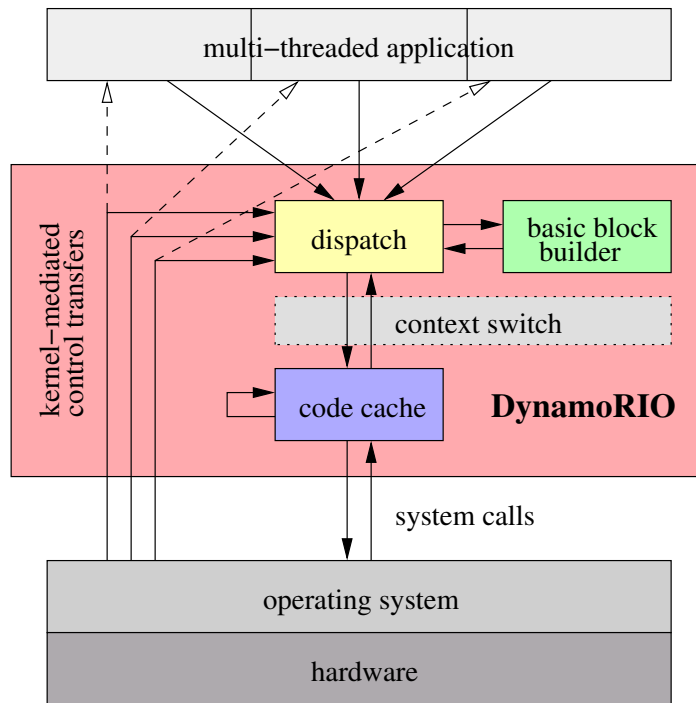 multi−threaded application
kernel−mediated
control transfers
dispatch
basic block
builder
context switch
code cache
DynamoRIO
system calls
operating system
hardware